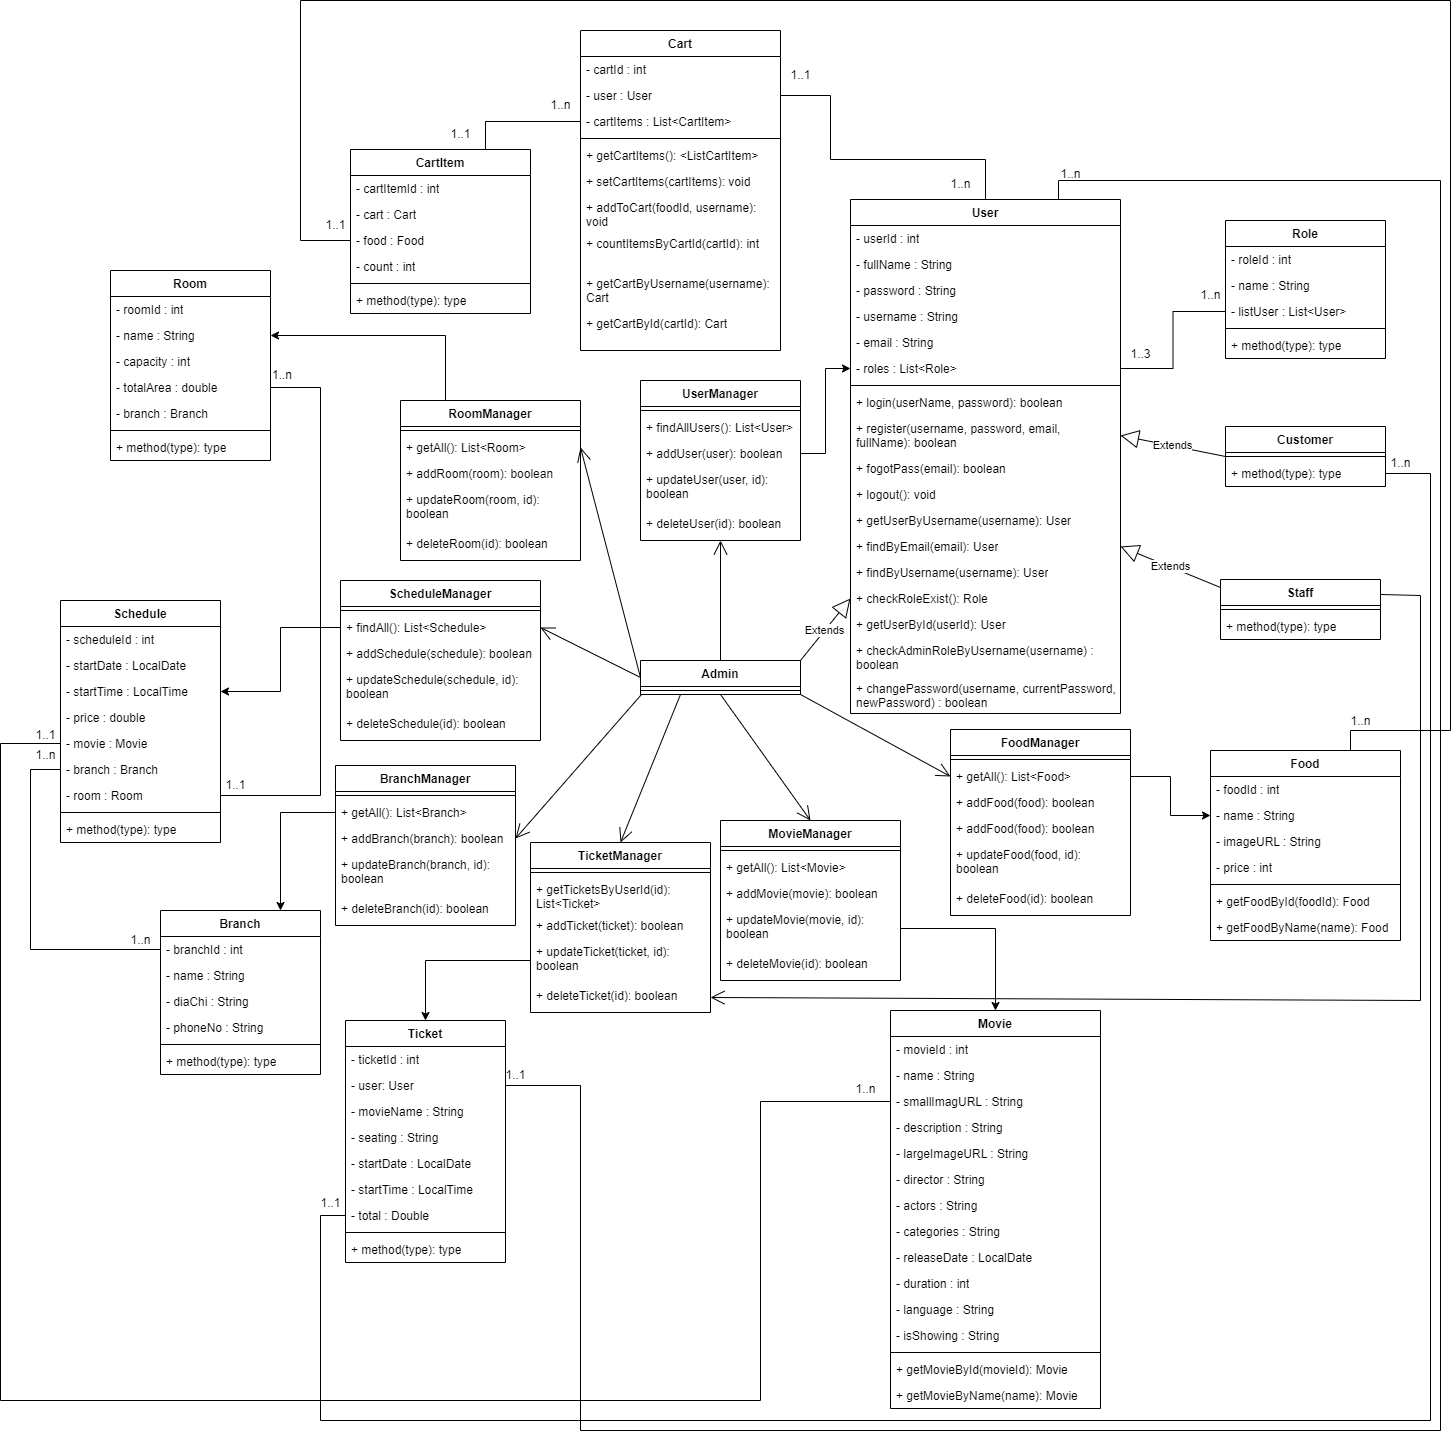 Cart
- cartId : int
- user : User
- cartItems : List<CartItem>
+ getCartItems(): <ListCartItem>
+ setCartItems(cartItems): void
+ addToCart(foodId, username):
void
+ countItemsByCartId(cartId): int
+ getCartByUsername(username):
Cart
+ getCartById(cartId): Cart
1..1
1..n
1..1
CartItem
- cartItemId : int
- cart : Cart
- food : Food
- count : int
+ method(type): type
1..1
1..n
1..n
User
- userId : int
- fullName : String
- password : String
- username : String
- email : String
- roles : List<Role>
+ login(userName, password): boolean
+ register(username, password, email,
fullName): boolean
+ fogotPass(email): boolean
+ logout(): void
+ getUserByUsername(username): User
+ findByEmail(email): User
+ findByUsername(username): User
+ checkRoleExist(): Role
+ getUserById(userId): User
+ checkAdminRoleByUsername(username) :
boolean
+ changePassword(username, currentPassword,
newPassword) : boolean
Role
- roleId : int
- name : String
- listUser : List<User>
+ method(type): type
1..n
1..3
Room
- roomId : int
- name : String
- capacity : int
- totalArea : double
- branch : Branch
+ method(type): type
1..n
RoomManager
+ getAll(): List<Room>
+ addRoom(room): boolean
+ updateRoom(room, id):
boolean
+ deleteRoom(id): boolean
UserManager
+ findAllUsers(): List<User>
+ addUser(user): boolean
+ updateUser(user, id):
boolean
+ deleteUser(id): boolean
Extends
Customer
+ method(type): type
1..n
Extends
Staff
+ method(type): type
Schedule
- scheduleId : int
- startDate : LocalDate
- startTime : LocalTime
- price : double
- movie : Movie
- branch : Branch
- room : Room
+ method(type): type
1..1
1..n
1..1
ScheduleManager
+ findAll(): List<Schedule>
+ addSchedule(schedule): boolean
+ updateSchedule(schedule, id):
boolean
+ deleteSchedule(id): boolean
Extends
Admin
BranchManager
+ getAll(): List<Branch>
+ addBranch(branch): boolean
+ updateBranch(branch, id):
boolean
+ deleteBranch(id): boolean
TicketManager
+ getTicketsByUserId(id):
List<Ticket>
+ addTicket(ticket): boolean
+ updateTicket(ticket, id):
boolean
+ deleteTicket(id): boolean
MovieManager
+ getAll(): List<Movie>
+ addMovie(movie): boolean
+ updateMovie(movie, id):
boolean
+ deleteMovie(id): boolean
FoodManager
+ getAll(): List<Food>
+ addFood(food): boolean
+ addFood(food): boolean
+ updateFood(food, id):
boolean
+ deleteFood(id): boolean
1..n
Food
- foodId : int
- name : String
- imageURL : String
- price : int
+ getFoodById(foodId): Food
+ getFoodByName(name): Food
1..n
Branch
- branchId : int
- name : String
- diaChi : String
- phoneNo : String
+ method(type): type
Ticket
- ticketId : int
- user: User
- movieName : String
- seating : String
- startDate : LocalDate
- startTime : LocalTime
- total : Double
+ method(type): type
1..1
1..1
1..n
Movie
- movieId : int
- name : String
- smallImagURL : String
- description : String
- largeImageURL : String
- director : String
- actors : String
- categories : String
- releaseDate : LocalDate
- duration : int
- language : String
- isShowing : String
+ getMovieById(movieId): Movie
+ getMovieByName(name): Movie